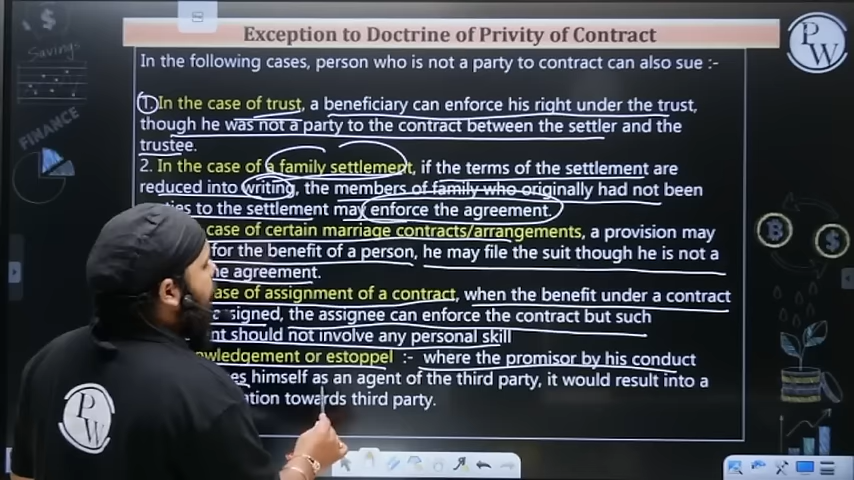 Savings
FINANCE
Exception to Doctrine of Privity of Contract
PW
In the following cases, person who is not a party to contract can also sue :-
1. In the case of trust, a beneficiary can enforce his right under the trust,
though he was not a party to the contract between the settler and the
trustee.
2. In the case of a family settlement, if the terms of the settlement are
reduced into writing, the members of family who originally had not been
to the settlement may enforce the agreement.
case of certain marriage contracts/arrangements, a provision may
for the benefit of a person, he may file the suit though he is not a
agreement.
of assignment of a contract, when the benefit under a contract
the assignee can enforce the contract but such
should not involve any personal skill
or estoppel :- where the promisor by his conduct
himself as an agent of the third party, it would result into a
towards third party.
PW